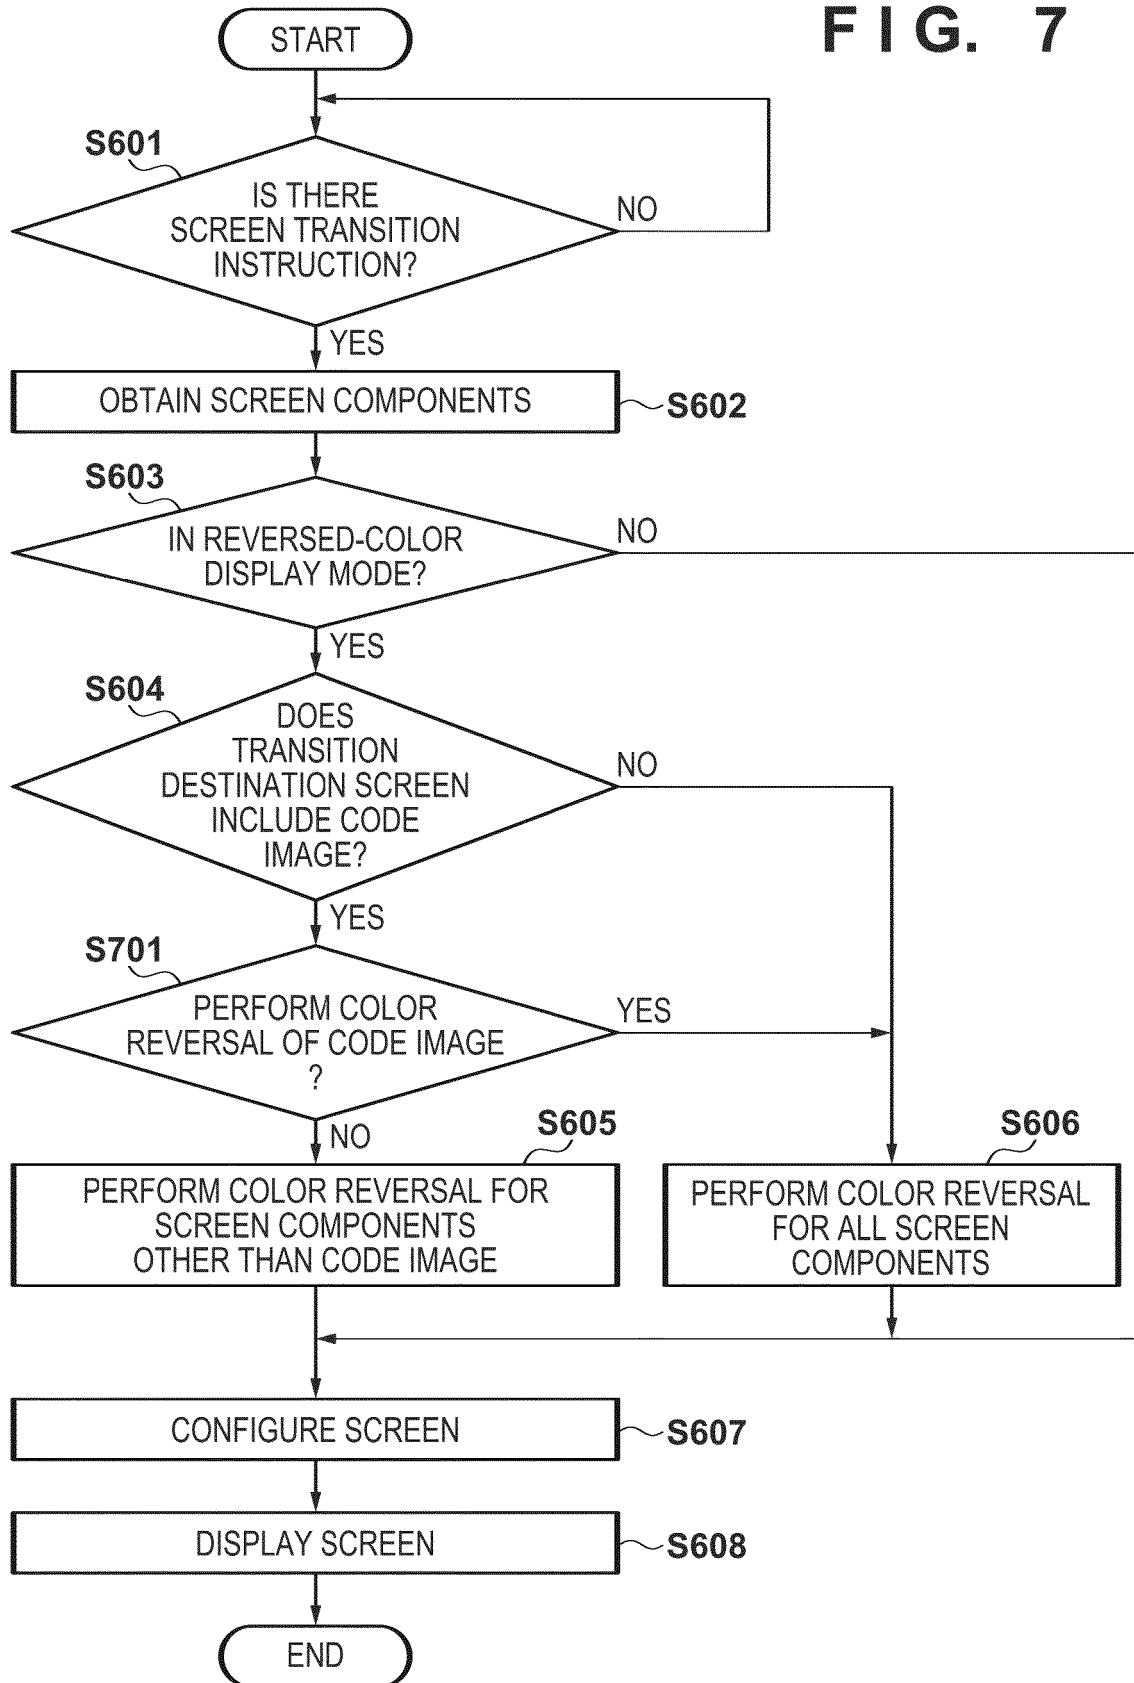 FIG. 7
START
S601
IS THERE
SCREEN TRANSITION
INSTRUCTION?
NO
YES
OBTAIN SCREEN COMPONENTS
S602
S603
IN REVERSED-COLOR
DISPLAY MODE?
NO
YES
S604
DOES
TRANSITION
DESTINATION SCREEN
INCLUDE CODE
IMAGE?
NO
YES
S701
PERFORM COLOR
REVERSAL OF CODE IMAGE
?
YES
NO
S605
PERFORM COLOR REVERSAL FOR
SCREEN COMPONENTS
OTHER THAN CODE IMAGE
S606
PERFORM COLOR REVERSAL
FOR ALL SCREEN
COMPONENTS
CONFIGURE SCREEN
S607
DISPLAY SCREEN
S608
END